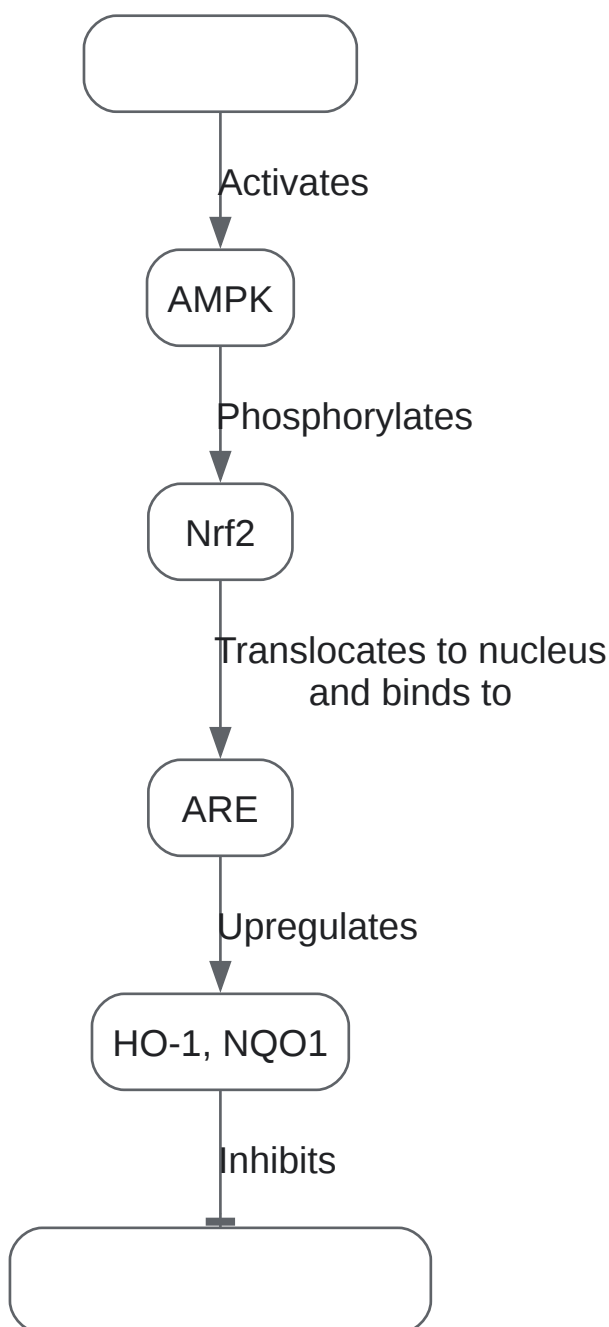 Activates
AMPK
Phosphorylates
Nrf2
Translocates to nucleus
and binds to
ARE
Upregulates
HO-1, NQO1
Inhibits